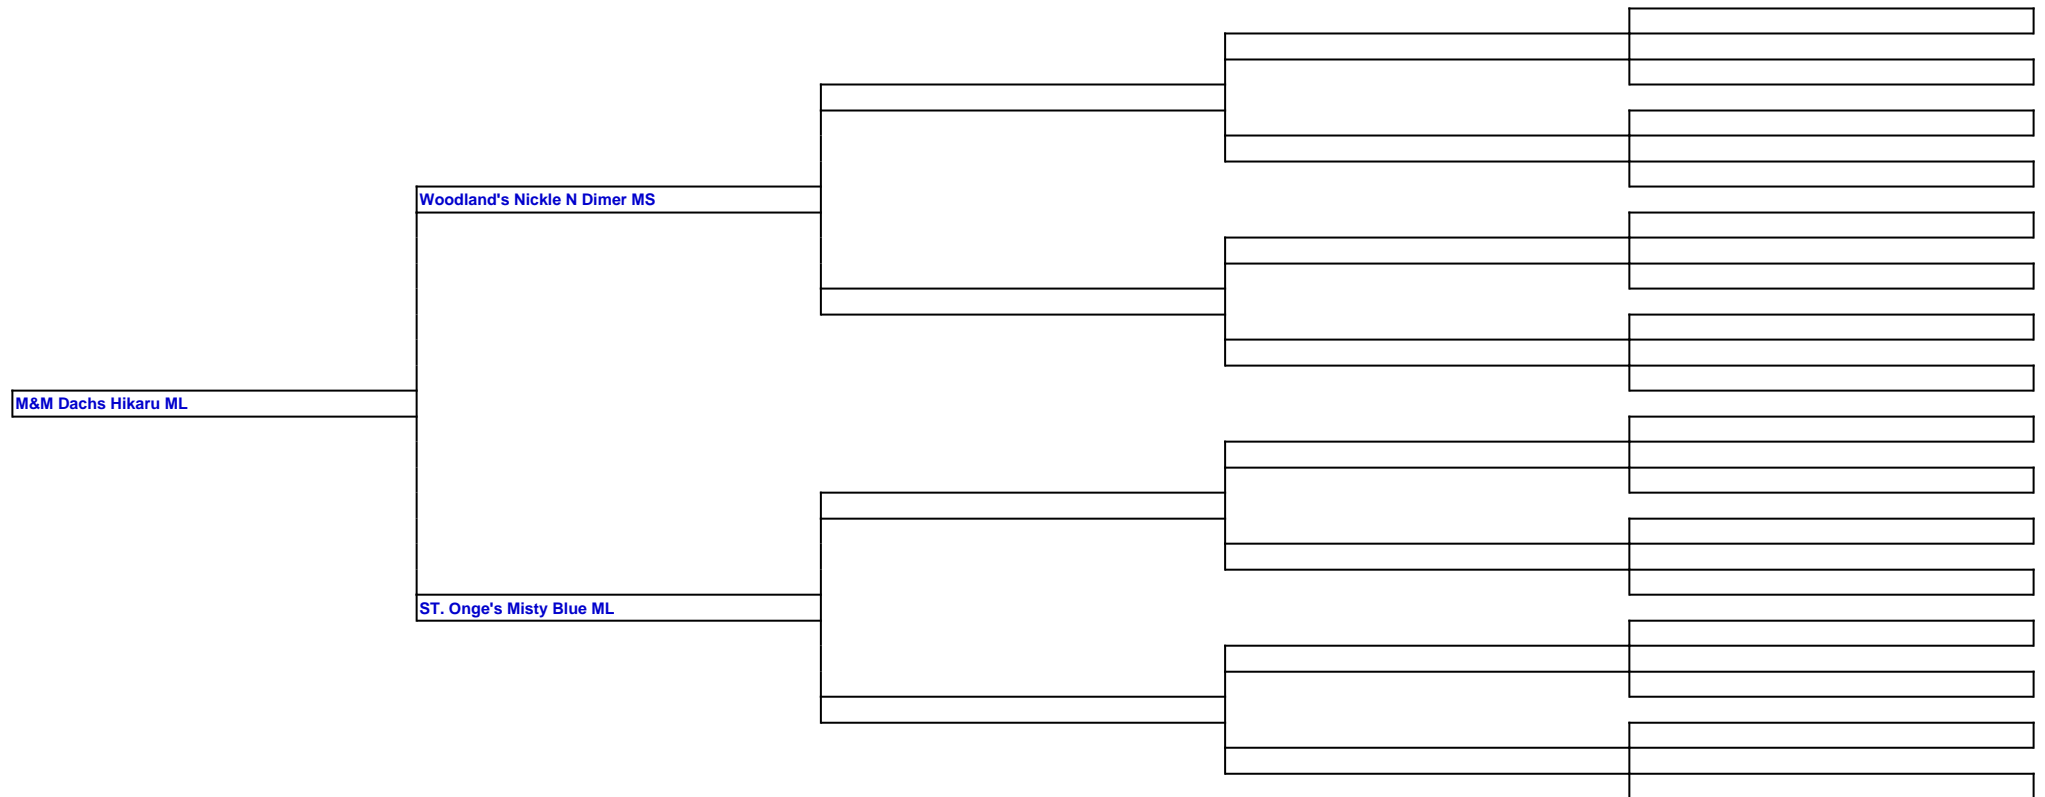 Woodland's Nickle N Dimer MS
M&M Dachs Hikaru ML
ST. Onge's Misty Blue ML